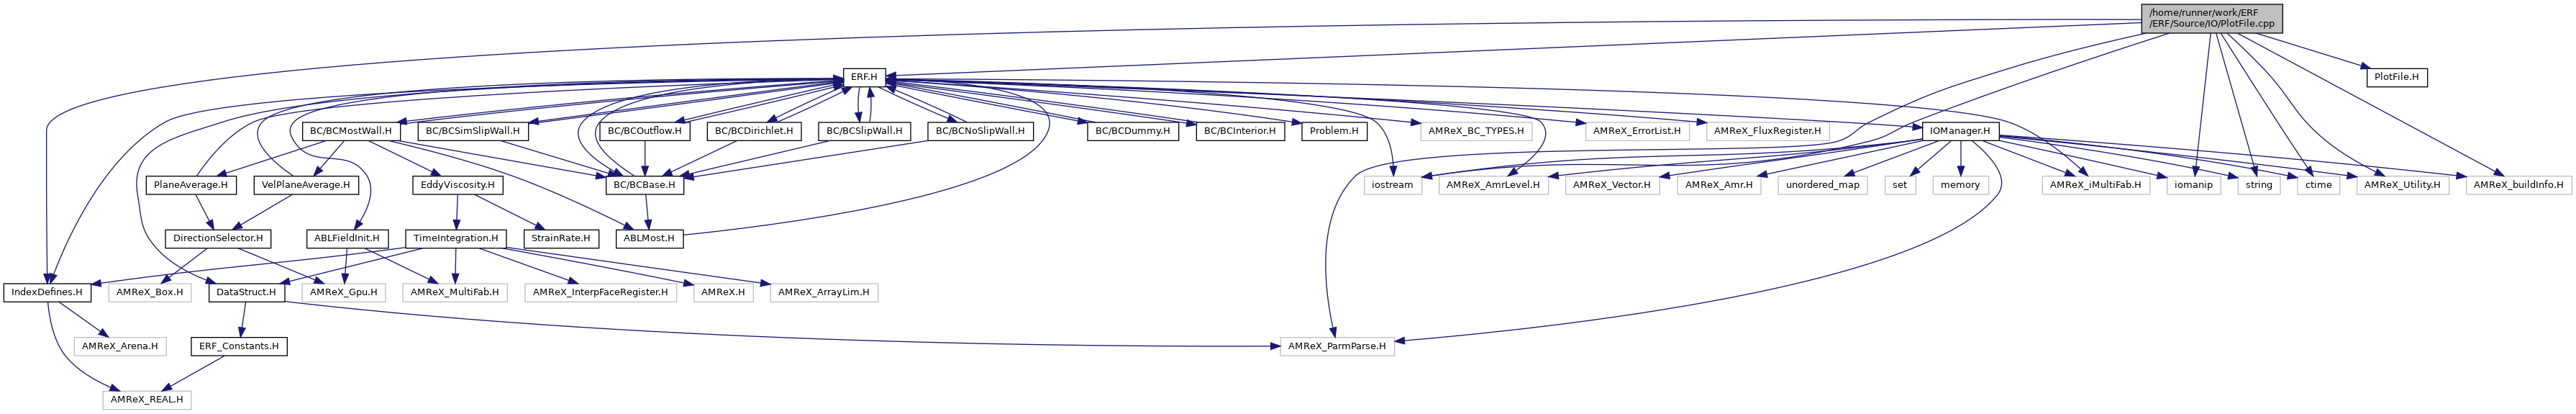 /home/runner/work/ERF
/ERF/Source/IO/PlotFile.cpp
ERF.H
PlotFile.H
BC/BCMostWall.H
BC/BCSimSlipWall.H
BC/BCOutflow.H
BC/BCDirichlet.H
BC/BCSlipWall.H
BC/BCNoSlipWall.H
BC/BCDummy.H
BC/BCInterior.H
Problem.H
AMReX_BC_TYPES.H
AMReX_ErrorList.H
AMReX_FluxRegister.H
IOManager.H
PlaneAverage.H
VelPlaneAverage.H
EddyViscosity.H
BC/BCBase.H
iostream
AMReX_AmrLevel.H
AMReX_Vector.H
AMReX_Amr.H
unordered_map
set
memory
AMReX_iMultiFab.H
iomanip
string
ctime
AMReX_Utility.H
AMReX_buildInfo.H
DirectionSelector.H
ABLFieldInit.H
TimeIntegration.H
StrainRate.H
ABLMost.H
IndexDefines.H
AMReX_Box.H
DataStruct.H
AMReX_Gpu.H
AMReX_MultiFab.H
AMReX_InterpFaceRegister.H
AMReX.H
AMReX_ArrayLim.H
AMReX_Arena.H
ERF_Constants.H
AMReX_ParmParse.H
AMReX_REAL.H